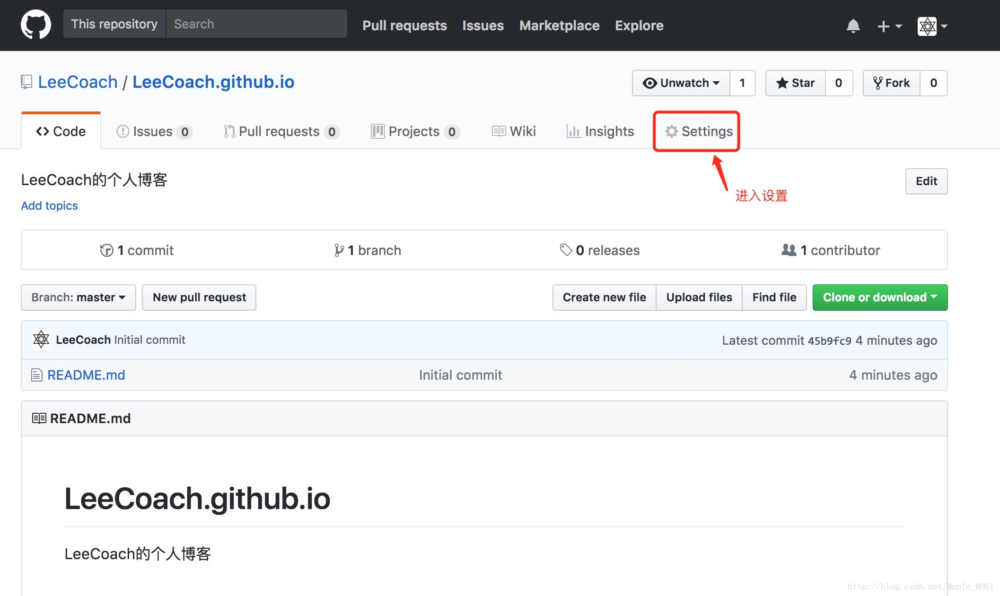 This repository Search Pull requests Issues Marketplace Explore
LeeCoach / LeeCoach.github.io Unwatch 1 Star 0 Fork 0
Code Issues 0 Pull requests 0 Projects 0 Wiki Insights Settings
LeeCoach的个人博客 Edit
进入设置
Add topics
1 commit 1 branch 0 releases 1 contributor
Branch: master New pull request Create new file Upload files Find file Clone or download
LeeCoach Initial commit Latest commit 45b9fc9 4 minutes ago
README.md Initial commit 4 minutes ago
README.md
LeeCoach.github.io
LeeCoach的个人博客
http://blog.csdn.net/Maple_ROSI